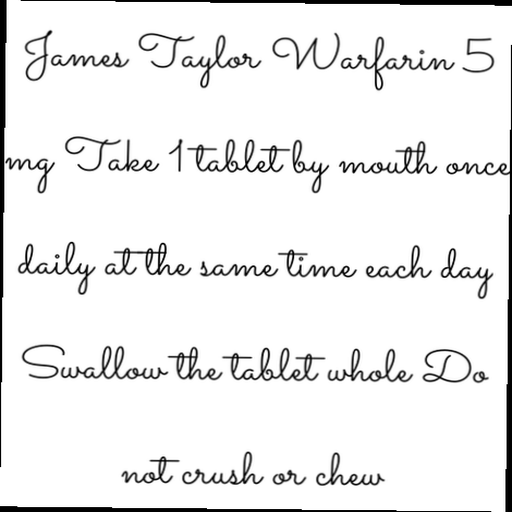 James Taylor Warfarin 5
mg Take 1 tablet by mouth once
daily at the same time each day
Swallow the tablet whole Do
not crush or chew